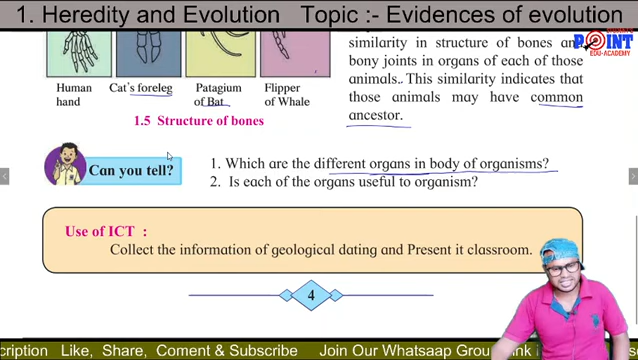 1. Heredity and Evolution Topic :- Evidences of evolution
POINT
EDU-ACADEMY
similarity in structure of bones and
bony joints in organs of each of those
animals. This similarity indicates that
those animals may have common
ancestor.
Human
hand
Cat's foreleg
Patagium
of Bat
Flipper
of Whale
1.5 Structure of bones
Can you tell?
1. Which are the different organs in body of organisms?
2. Is each of the organs useful to organism?
Use of ICT :
Collect the information of geological dating and Present it classroom.
4
Like, Share, Coment & Subscribe Join Our Whatsaap Group